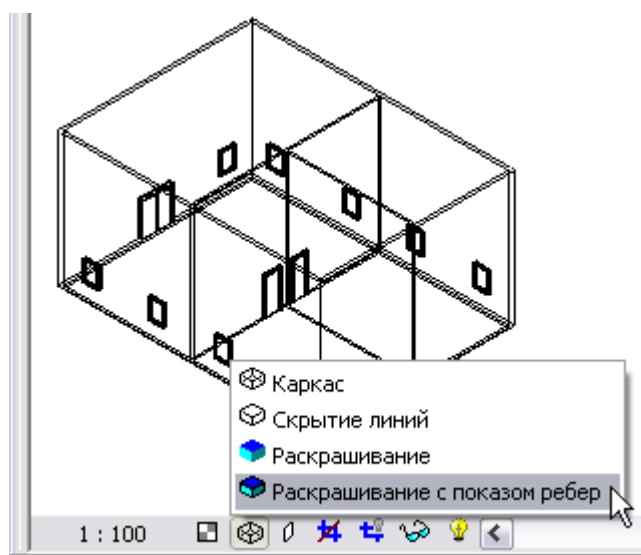 Каркас
Скрытие линий
Раскрашивание
Раскрашивание с показом ребер
1 : 100